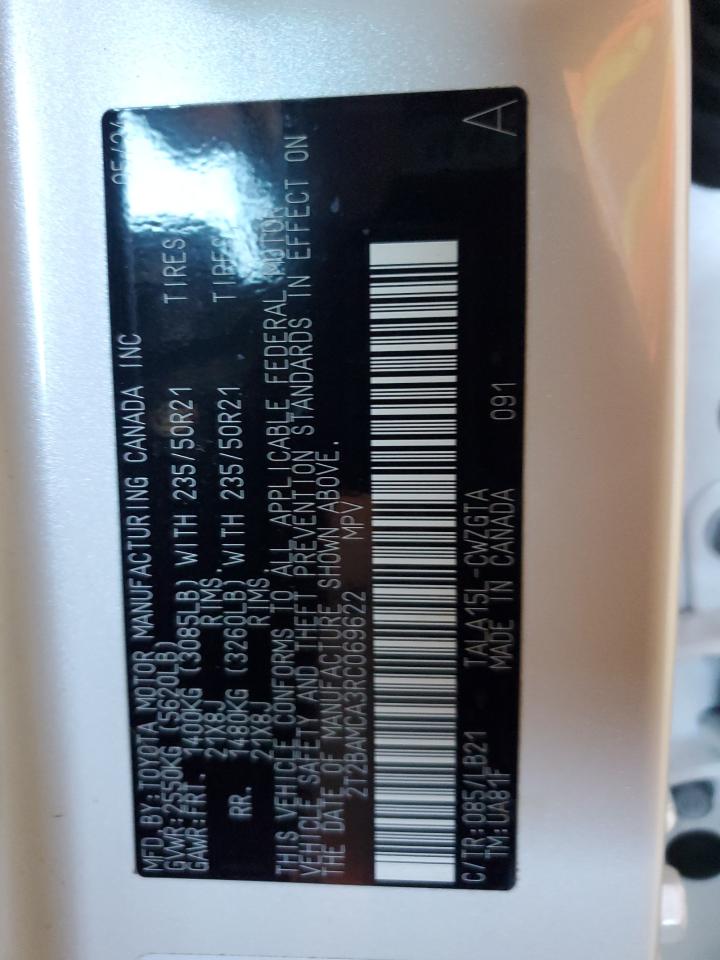 MFD. BY:TOYOTA MOTOR MANUFACTURING CANADA INC 05/24
GVWR:2550KG (5620LB)
GAWR:FRT. 1400KG (3085LB) WITH 235/50R21 TIRES
21X8J RIMS,
RR. 1480KG (3260LB) WITH 235/50R21 TIRES
21X8J RIMS
THIS VEHICLE CONFORMS TO ALL APPLICABLE FEDERAL MOTOR
VEHICLE SAFETY AND THEFT PREVENTION STANDARDS IN EFFECT ON
THE DATE OF MANUFACTURE SHOWN ABOVE.
2T2BAMCA3RC069622 MPV
C/TR:085/LB21 TALA15L-CWZGTA A
TM:UA81F MADE IN CANADA 091